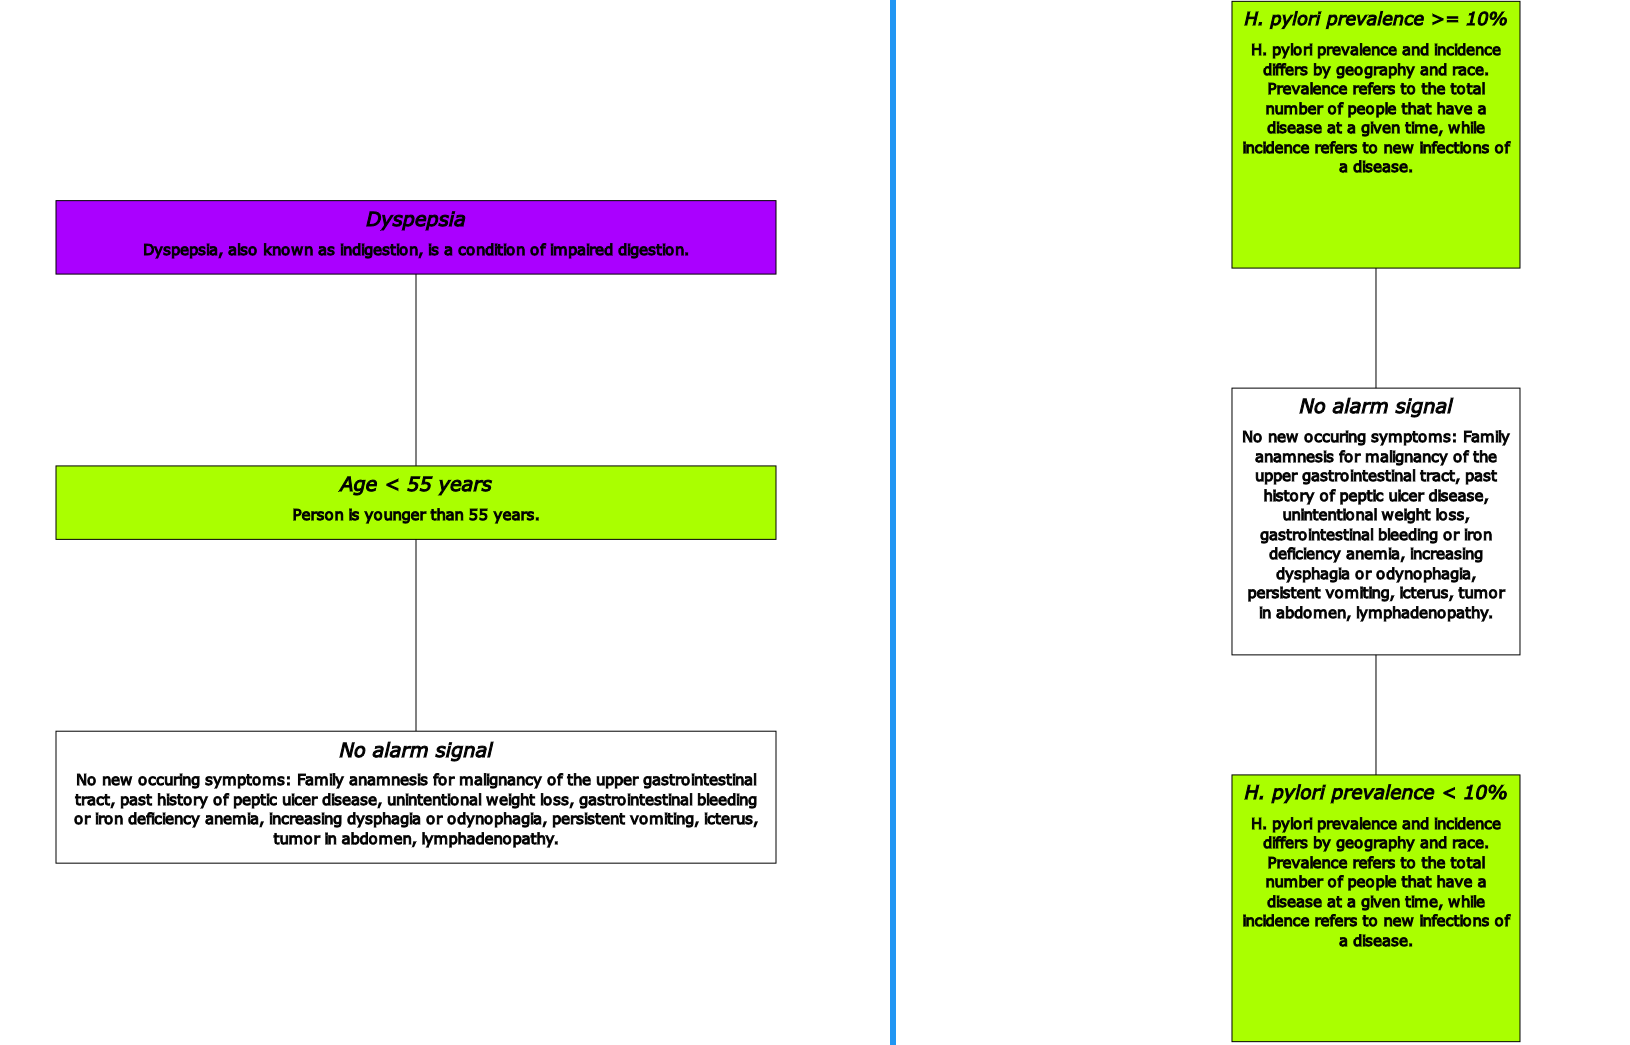 Dyspepsia
Dyspepsia, also known as indigestion, is a condition of impaired digestion.
Age < 55 years
Person is younger than 55 years.
No alarm signal
No new occuring symptoms: Family anamnesis for malignancy of the upper gastrointestinal
tract, past history of peptic ulcer disease, unintentional weight loss, gastrointestinal bleeding
or iron deficiency anemia, increasing dysphagia or odynophagia, persistent vomiting, icterus,
tumor in abdomen, lymphadenopathy.
H. pylori prevalence >= 10%
H. pylori prevalence and incidence
differs by geography and race.
Prevalence refers to the total
number of people that have a
disease at a given time, while
incidence refers to new infections of
a disease.
No alarm signal
No new occuring symptoms: Family
anamnesis for malignancy of the
upper gastrointestinal tract, past
history of peptic ulcer disease,
unintentional weight loss,
gastrointestinal bleeding or iron
deficiency anemia, increasing
dysphagia or odynophagia,
persistent vomiting, icterus, tumor
in abdomen, lymphadenopathy.
H. pylori prevalence < 10%
H. pylori prevalence and incidence
differs by geography and race.
Prevalence refers to the total
number of people that have a
disease at a given time, while
incidence refers to new infections of
a disease.